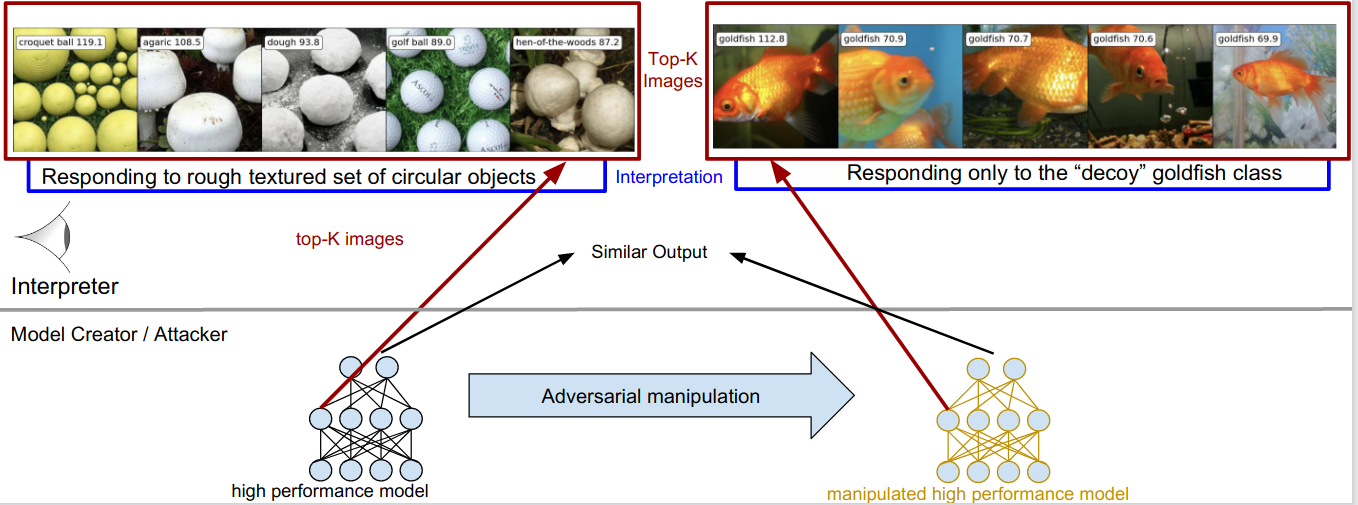 croquet ball 119.1
agaric 108.5
dough 93.8
golf ball 89.0
hen-of-the-woods 87.2
Top-K
Images
goldfish 112.8
goldfish 70.9
goldfish 70.7
goldfish 70.6
goldfish 69.9
Responding to rough textured set of circular objects
Interpretation
Responding only to the “decoy” goldfish class
top-K images
Similar Output
Interpreter
Model Creator / Attacker
Adversarial manipulation
high performance model
manipulated high performance model